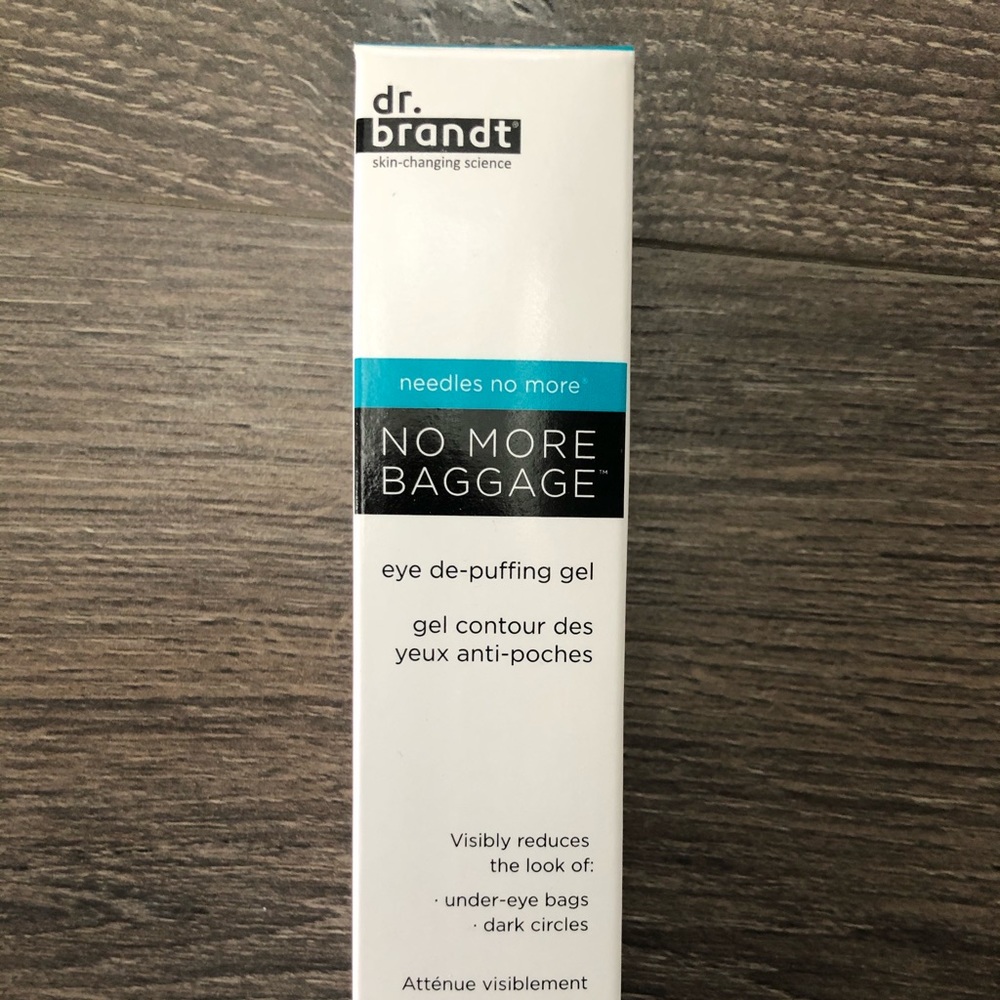 dr.
brandt®
skin-changing science
needles no more®
NO MORE
BAGGAGE™
eye de-puffing gel
gel contour des
yeux anti-poches
Visibly reduces
the look of:
· under-eye bags
· dark circles
Atténue visiblement